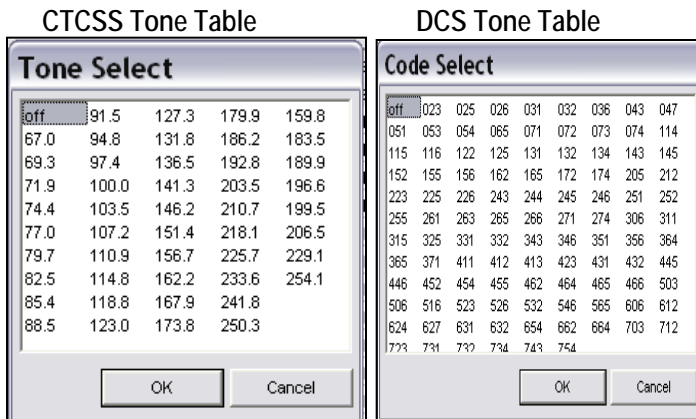 CTCSS Tone Table
Tone Select
off 91.5 127.3 179.9 159.8
67.0 94.8 131.8 186.2 183.5
69.3 97.4 136.5 192.8 189.9
71.9 100.0 141.3 203.5 196.6
74.4 103.5 146.2 210.7 199.5
77.0 107.2 151.4 218.1 206.5
79.7 110.9 156.7 225.7 229.1
82.5 114.8 162.2 233.6 254.1
85.4 118.8 167.9 241.8
88.5 123.0 173.8 250.3
OK Cancel
DCS Tone Table
Code Select
off 023 025 026 031 032 036 043 047
051 053 054 065 071 072 073 074 114
115 116 122 125 131 132 134 143 145
152 155 156 162 165 172 174 205 212
223 225 226 243 244 245 246 251 252
255 261 263 265 266 271 274 306 311
315 325 331 332 343 346 351 356 364
365 371 411 412 413 423 431 432 445
446 452 454 455 462 464 465 466 503
506 516 523 526 532 546 565 606 612
624 627 631 632 654 662 664 703 712
723 731 732 734 743 754
OK Cancel